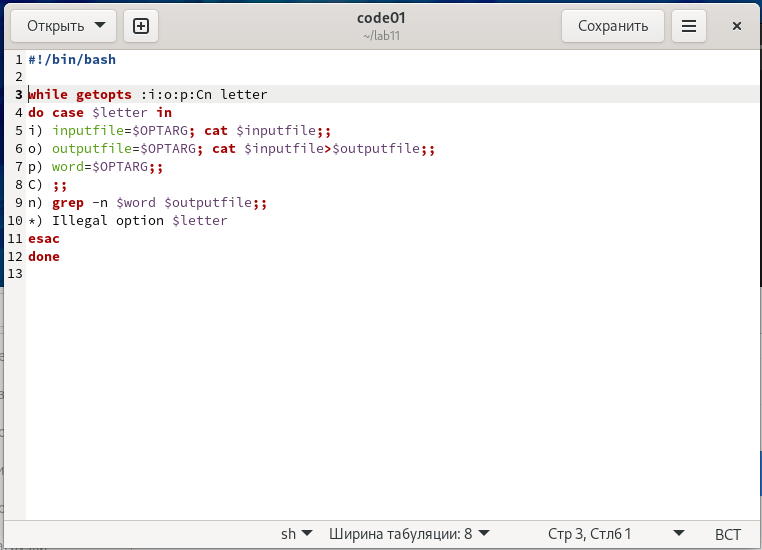 Открыть
code01
~/lab11
Сохранить
1 #!/bin/bash
2
3 while getopts :i:o:p:Cn letter
4 do case $letter in
5 i) inputfile=$OPTARG; cat $inputfile;;
6 o) outputfile=$OPTARG; cat $inputfile>$outputfile;;
7 p) word=$OPTARG;;
8 C) ;;
9 n) grep -n $word $outputfile;;
10 *) Illegal option $letter
11 esac
12 done
13
sh Ширина табуляции: 8 Стр 3, Стлб 1 ВСТ